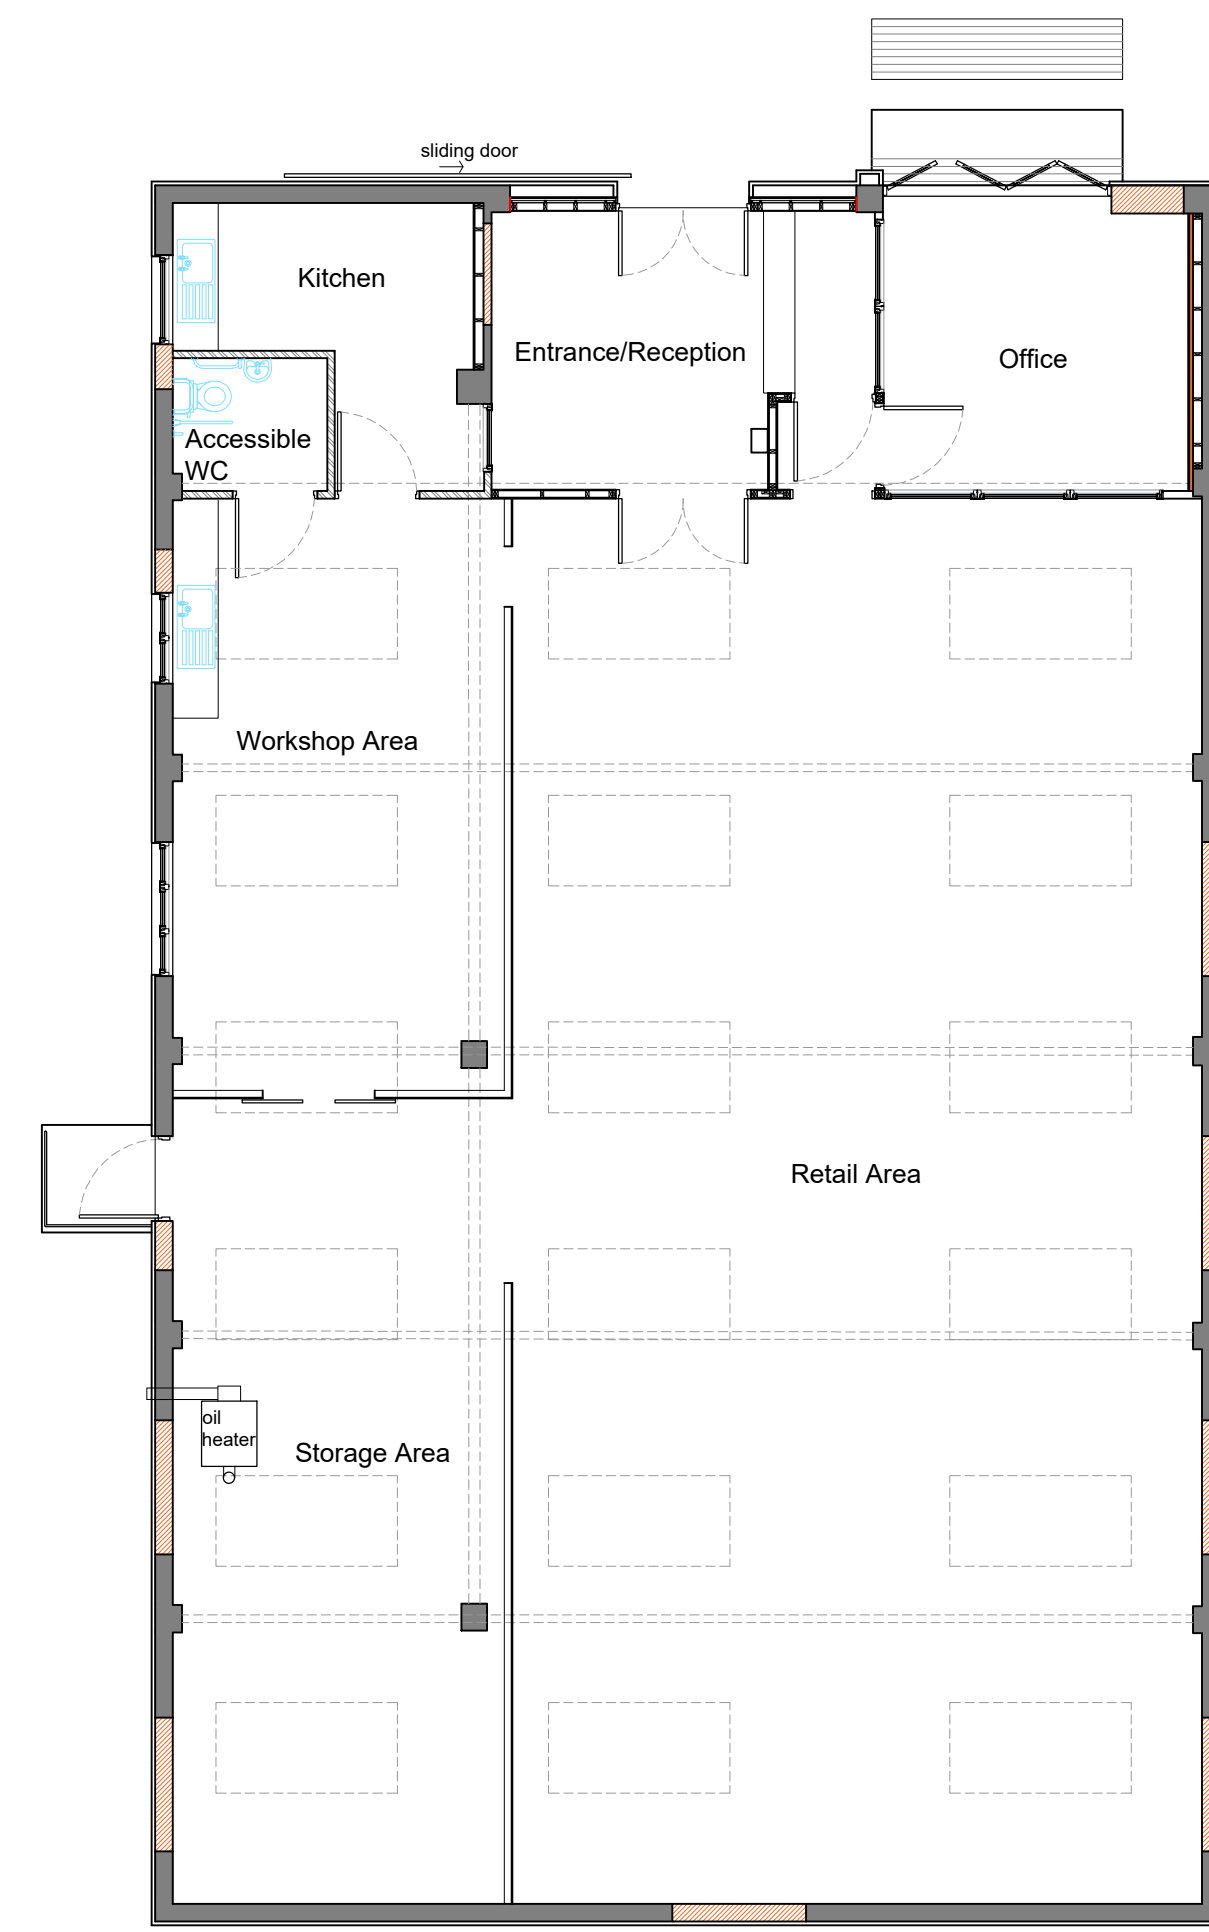 sliding door
Kitchen
Entrance/Reception
Office
Accessible
WC
Workshop Area
Retail Area
oil
heater
Storage Area